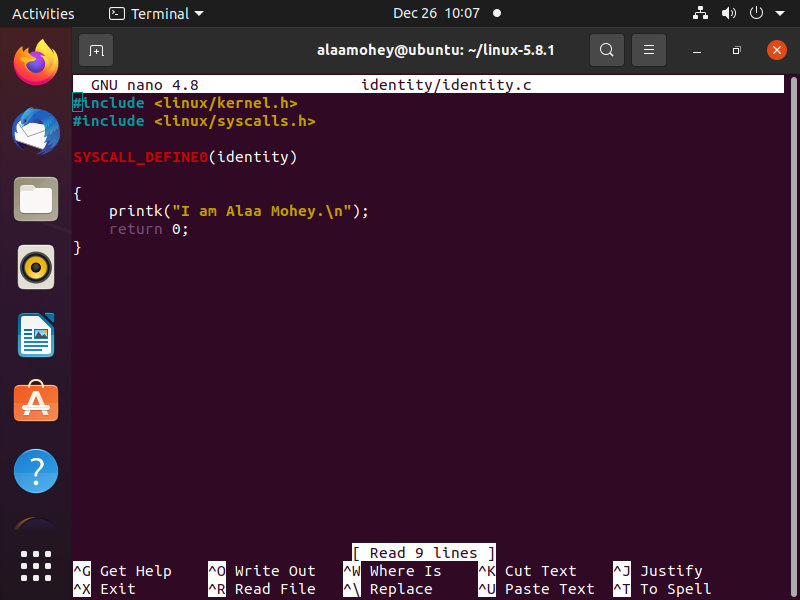 Activities Terminal Dec 26 10:07
alaamohey@ubuntu: ~/linux-5.8.1
GNU nano 4.8 identity/identity.c
#include <linux/kernel.h>
#include <linux/syscalls.h>
SYSCALL_DEFINE0(identity)
{
printk("I am Alaa Mohey.\n");
return 0;
}
[ Read 9 lines ]
^G Get Help ^O Write Out ^W Where Is ^K Cut Text ^J Justify
^X Exit ^R Read File ^\ Replace ^U Paste Text ^T To Spell